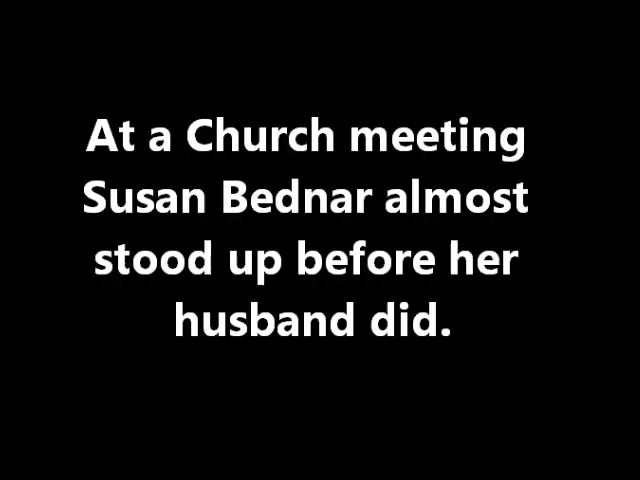 At a Church meeting
Susan Bednar almost
stood up before her
husband did.